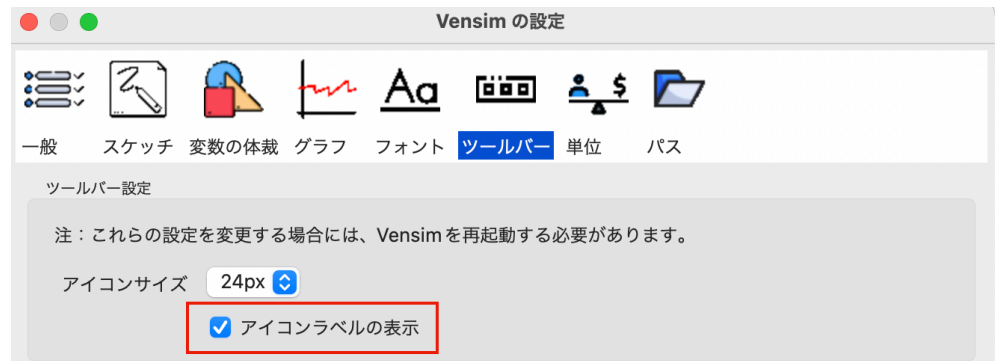 Vensim の設定
一般 スケッチ 変数の体裁 グラフ フォント ツールバー 単位 パス
ツールバー設定
注：これらの設定を変更する場合には、Vensimを再起動する必要があります。
アイコンサイズ 24px
アイコンラベルの表示